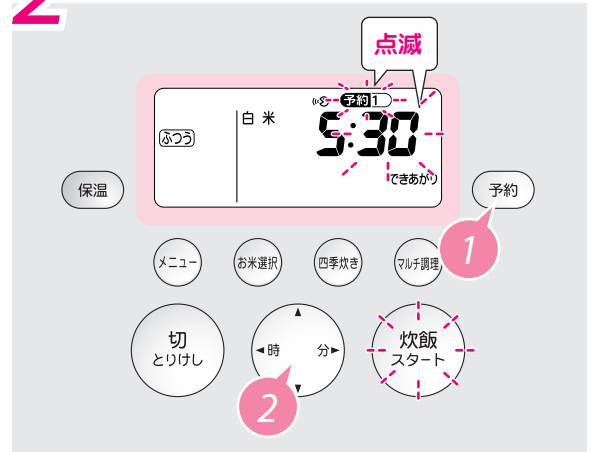 2
点滅
予約 1
白米
5:30
ふつう
できあがり
保温
予約
1
メニュー
お米選択
四季炊き
マルチ調理
切
とりけし
時 分
炊飯
スタート
2